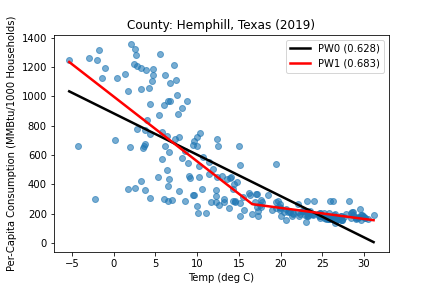 County: Hemphill, Texas (2019)
PW0 (0.628)
PW1 (0.683)
Per-Capita Consumption (MMBtu/1000 Households)
1400
1200
1000
800
600
400
200
0
−5 0 5 10 15 20 25 30
Temp (deg C)